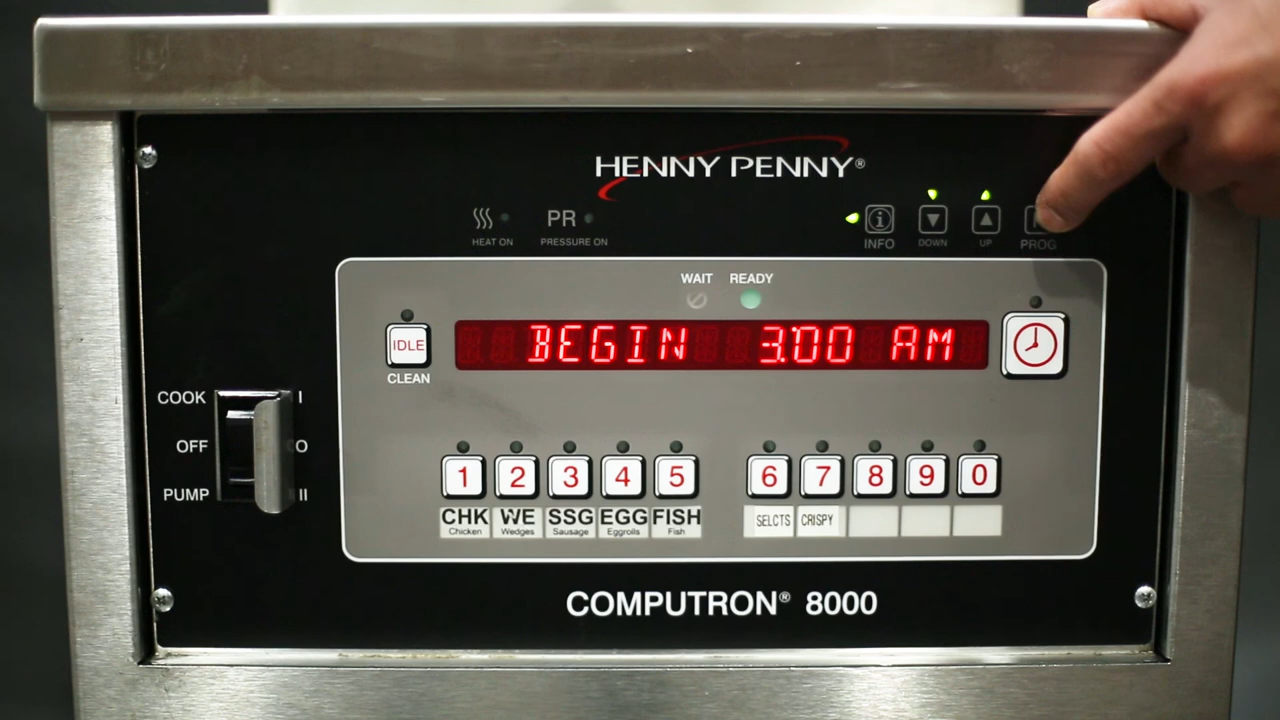 HENNY PENNY®
PR
HEAT ON
PRESSURE ON
INFO
DOWN
UP
PROG
WAIT
READY
IDLE
CLEAN
BEGIN 3:00 AM
COOK
I
OFF
O
PUMP
II
1 2 3 4 5 6 7 8 9 0
CHK WE SSG EGG FISH SELCTS CRISPY
Chicken Wedges Sausage Eggrolls Fish
COMPUTRON® 8000